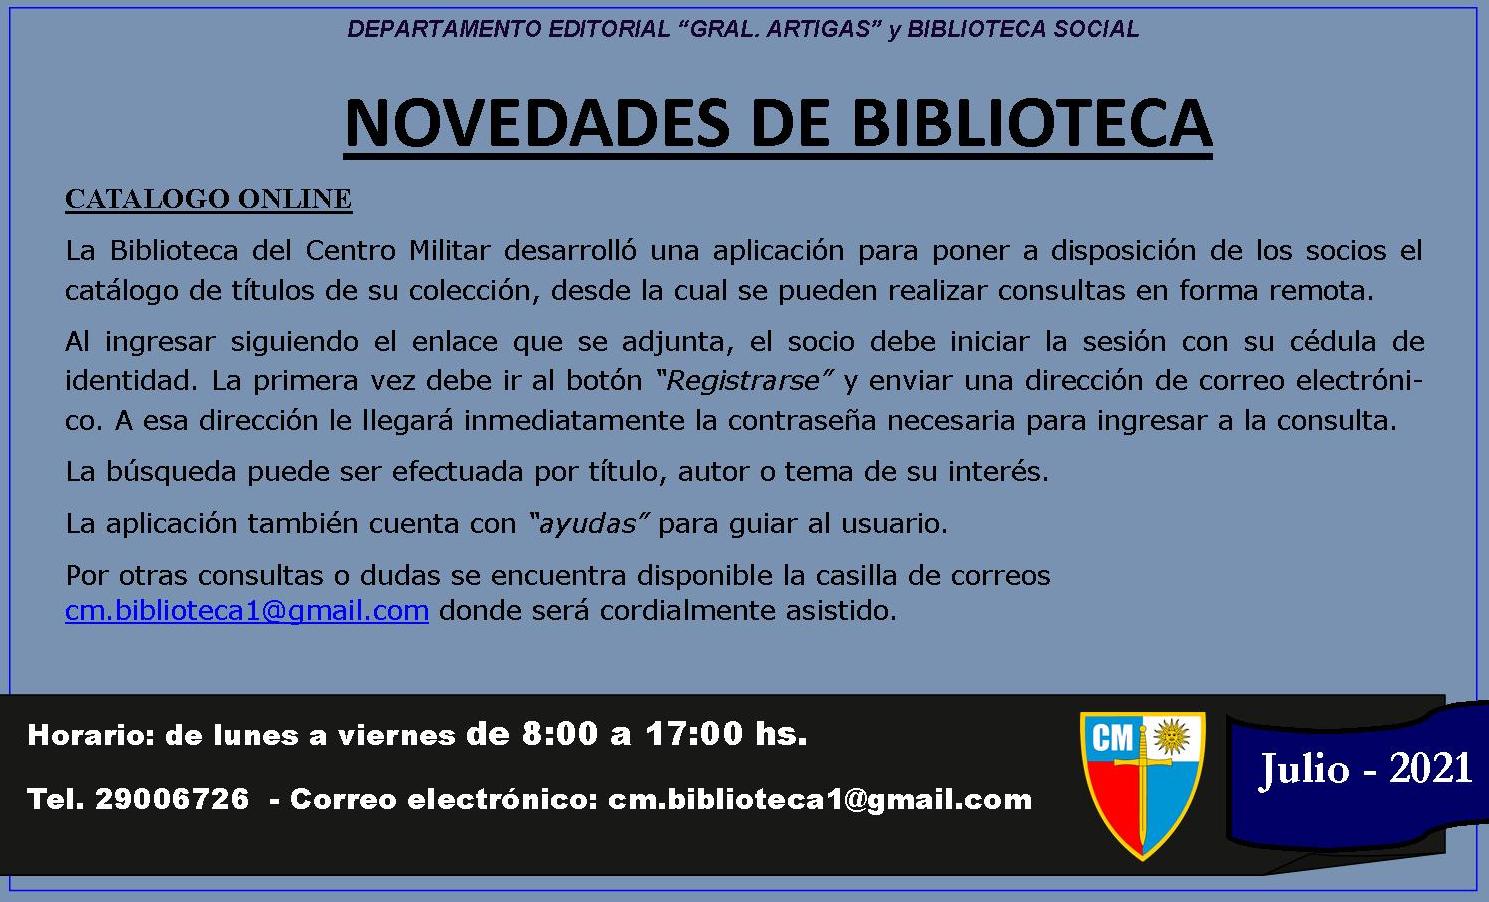 DEPARTAMENTO EDITORIAL “GRAL. ARTIGAS” y BIBLIOTECA SOCIAL
NOVEDADES DE BIBLIOTECA
CATALOGO ONLINE
La Biblioteca del Centro Militar desarrolló una aplicación para poner a disposición de los socios el
catálogo de títulos de su colección, desde la cual se pueden realizar consultas en forma remota.
Al ingresar siguiendo el enlace que se adjunta, el socio debe iniciar la sesión con su cédula de
identidad. La primera vez debe ir al botón “Registrarse” y enviar una dirección de correo electróni-
co. A esa dirección le llegará inmediatamente la contraseña necesaria para ingresar a la consulta.
La búsqueda puede ser efectuada por título, autor o tema de su interés.
La aplicación también cuenta con “ayudas” para guiar al usuario.
Por otras consultas o dudas se encuentra disponible la casilla de correos
cm.biblioteca1@gmail.com donde será cordialmente asistido.
Horario: de lunes a viernes de 8:00 a 17:00 hs.
Tel. 29006726 - Correo electrónico: cm.biblioteca1@gmail.com
CM
Julio - 2021